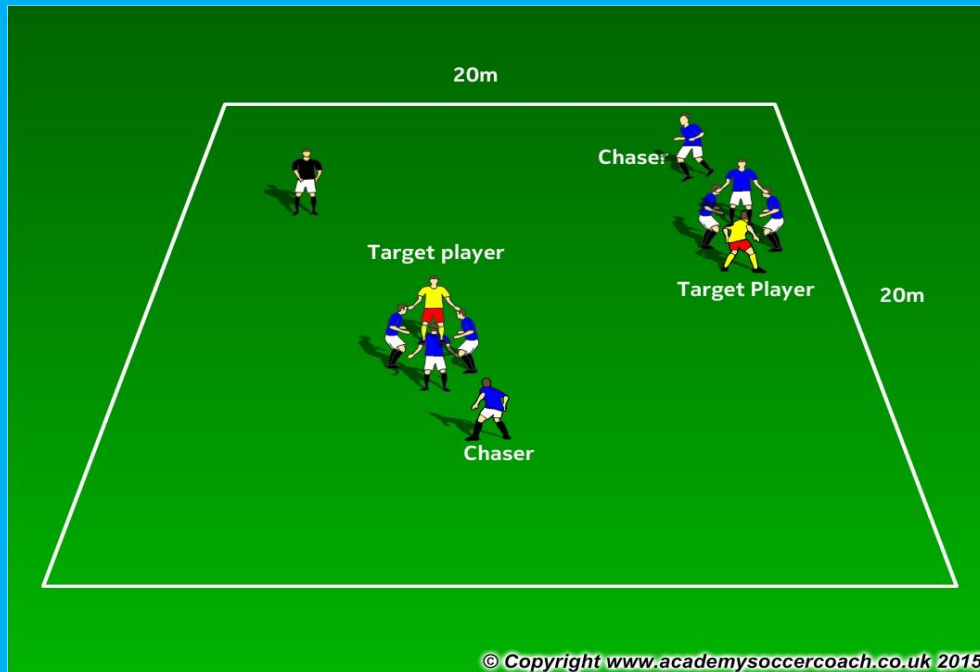 20m
Chaser
Target player
Target Player
20m
Chaser
© Copyright www.academysoccercoach.co.uk 2015